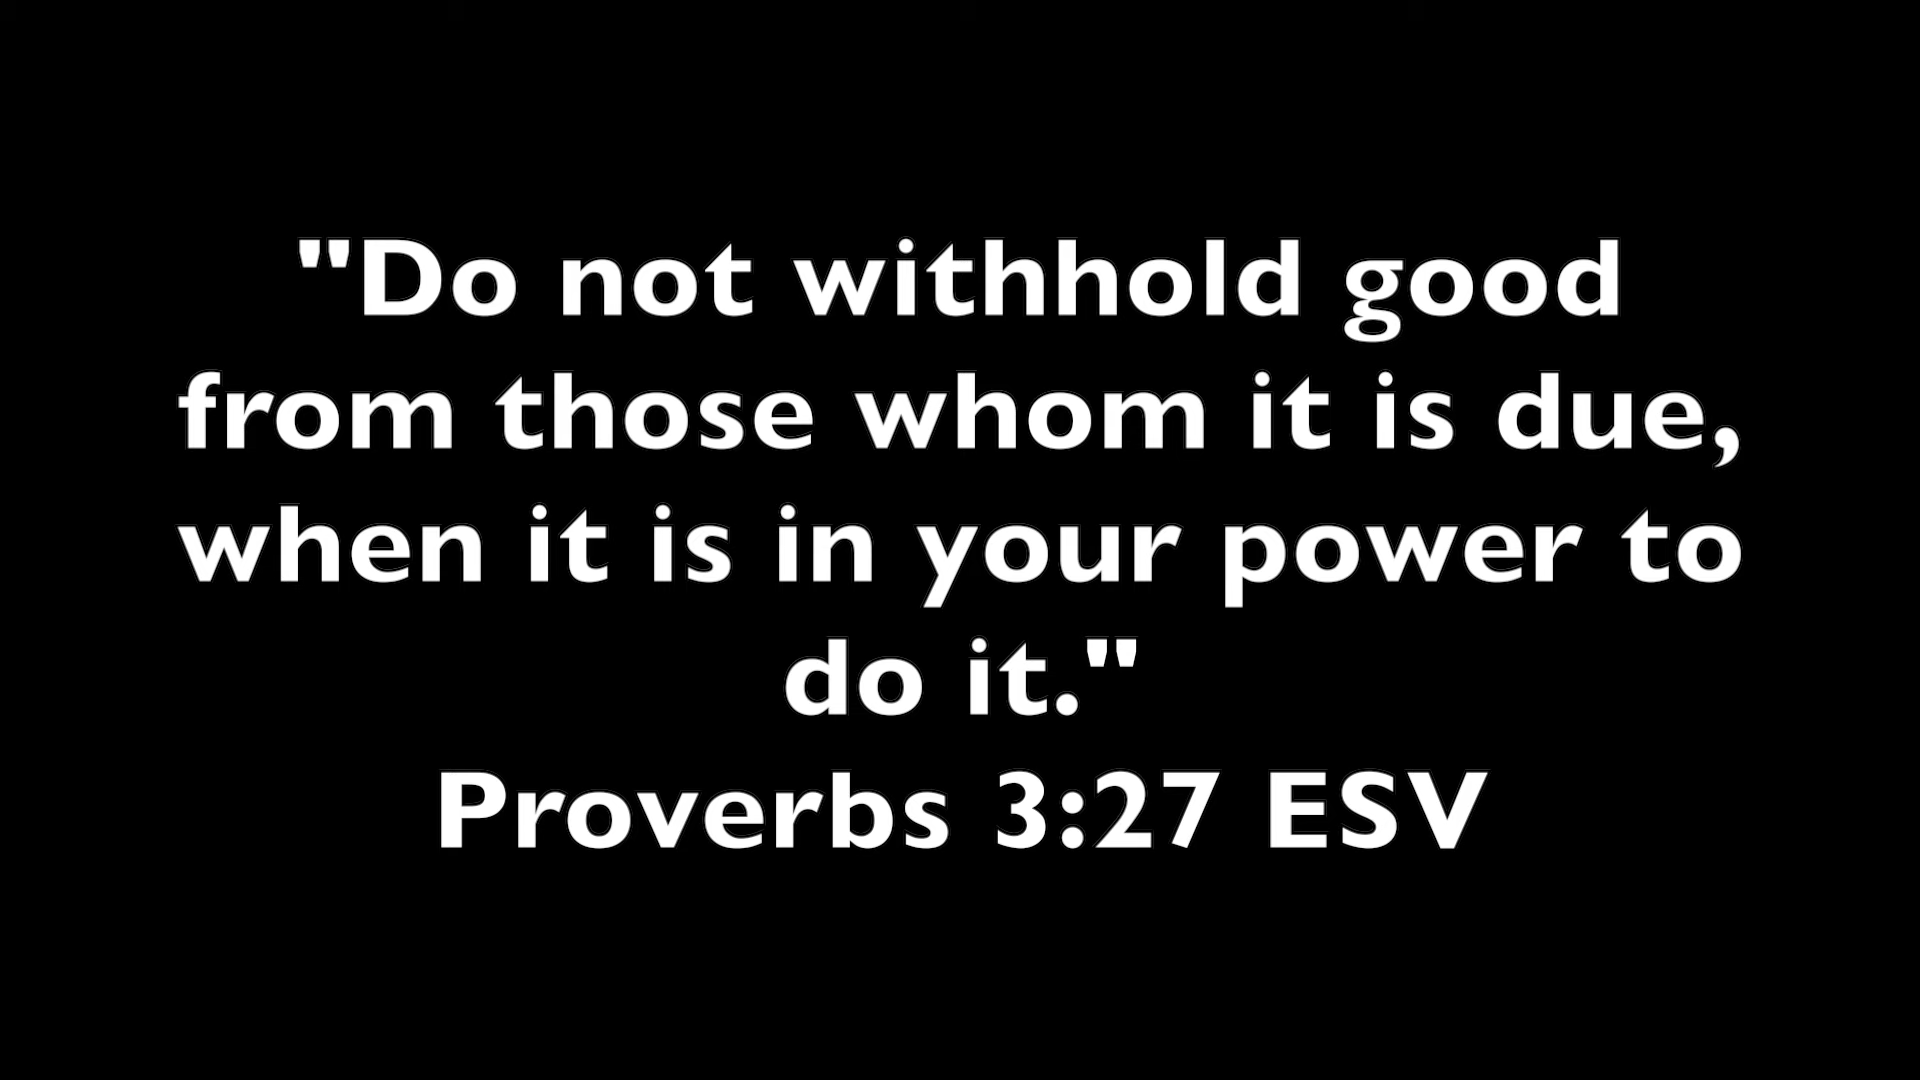 "Do not withhold good
from those whom it is due,
when it is in your power to
do it."
Proverbs 3:27 ESV